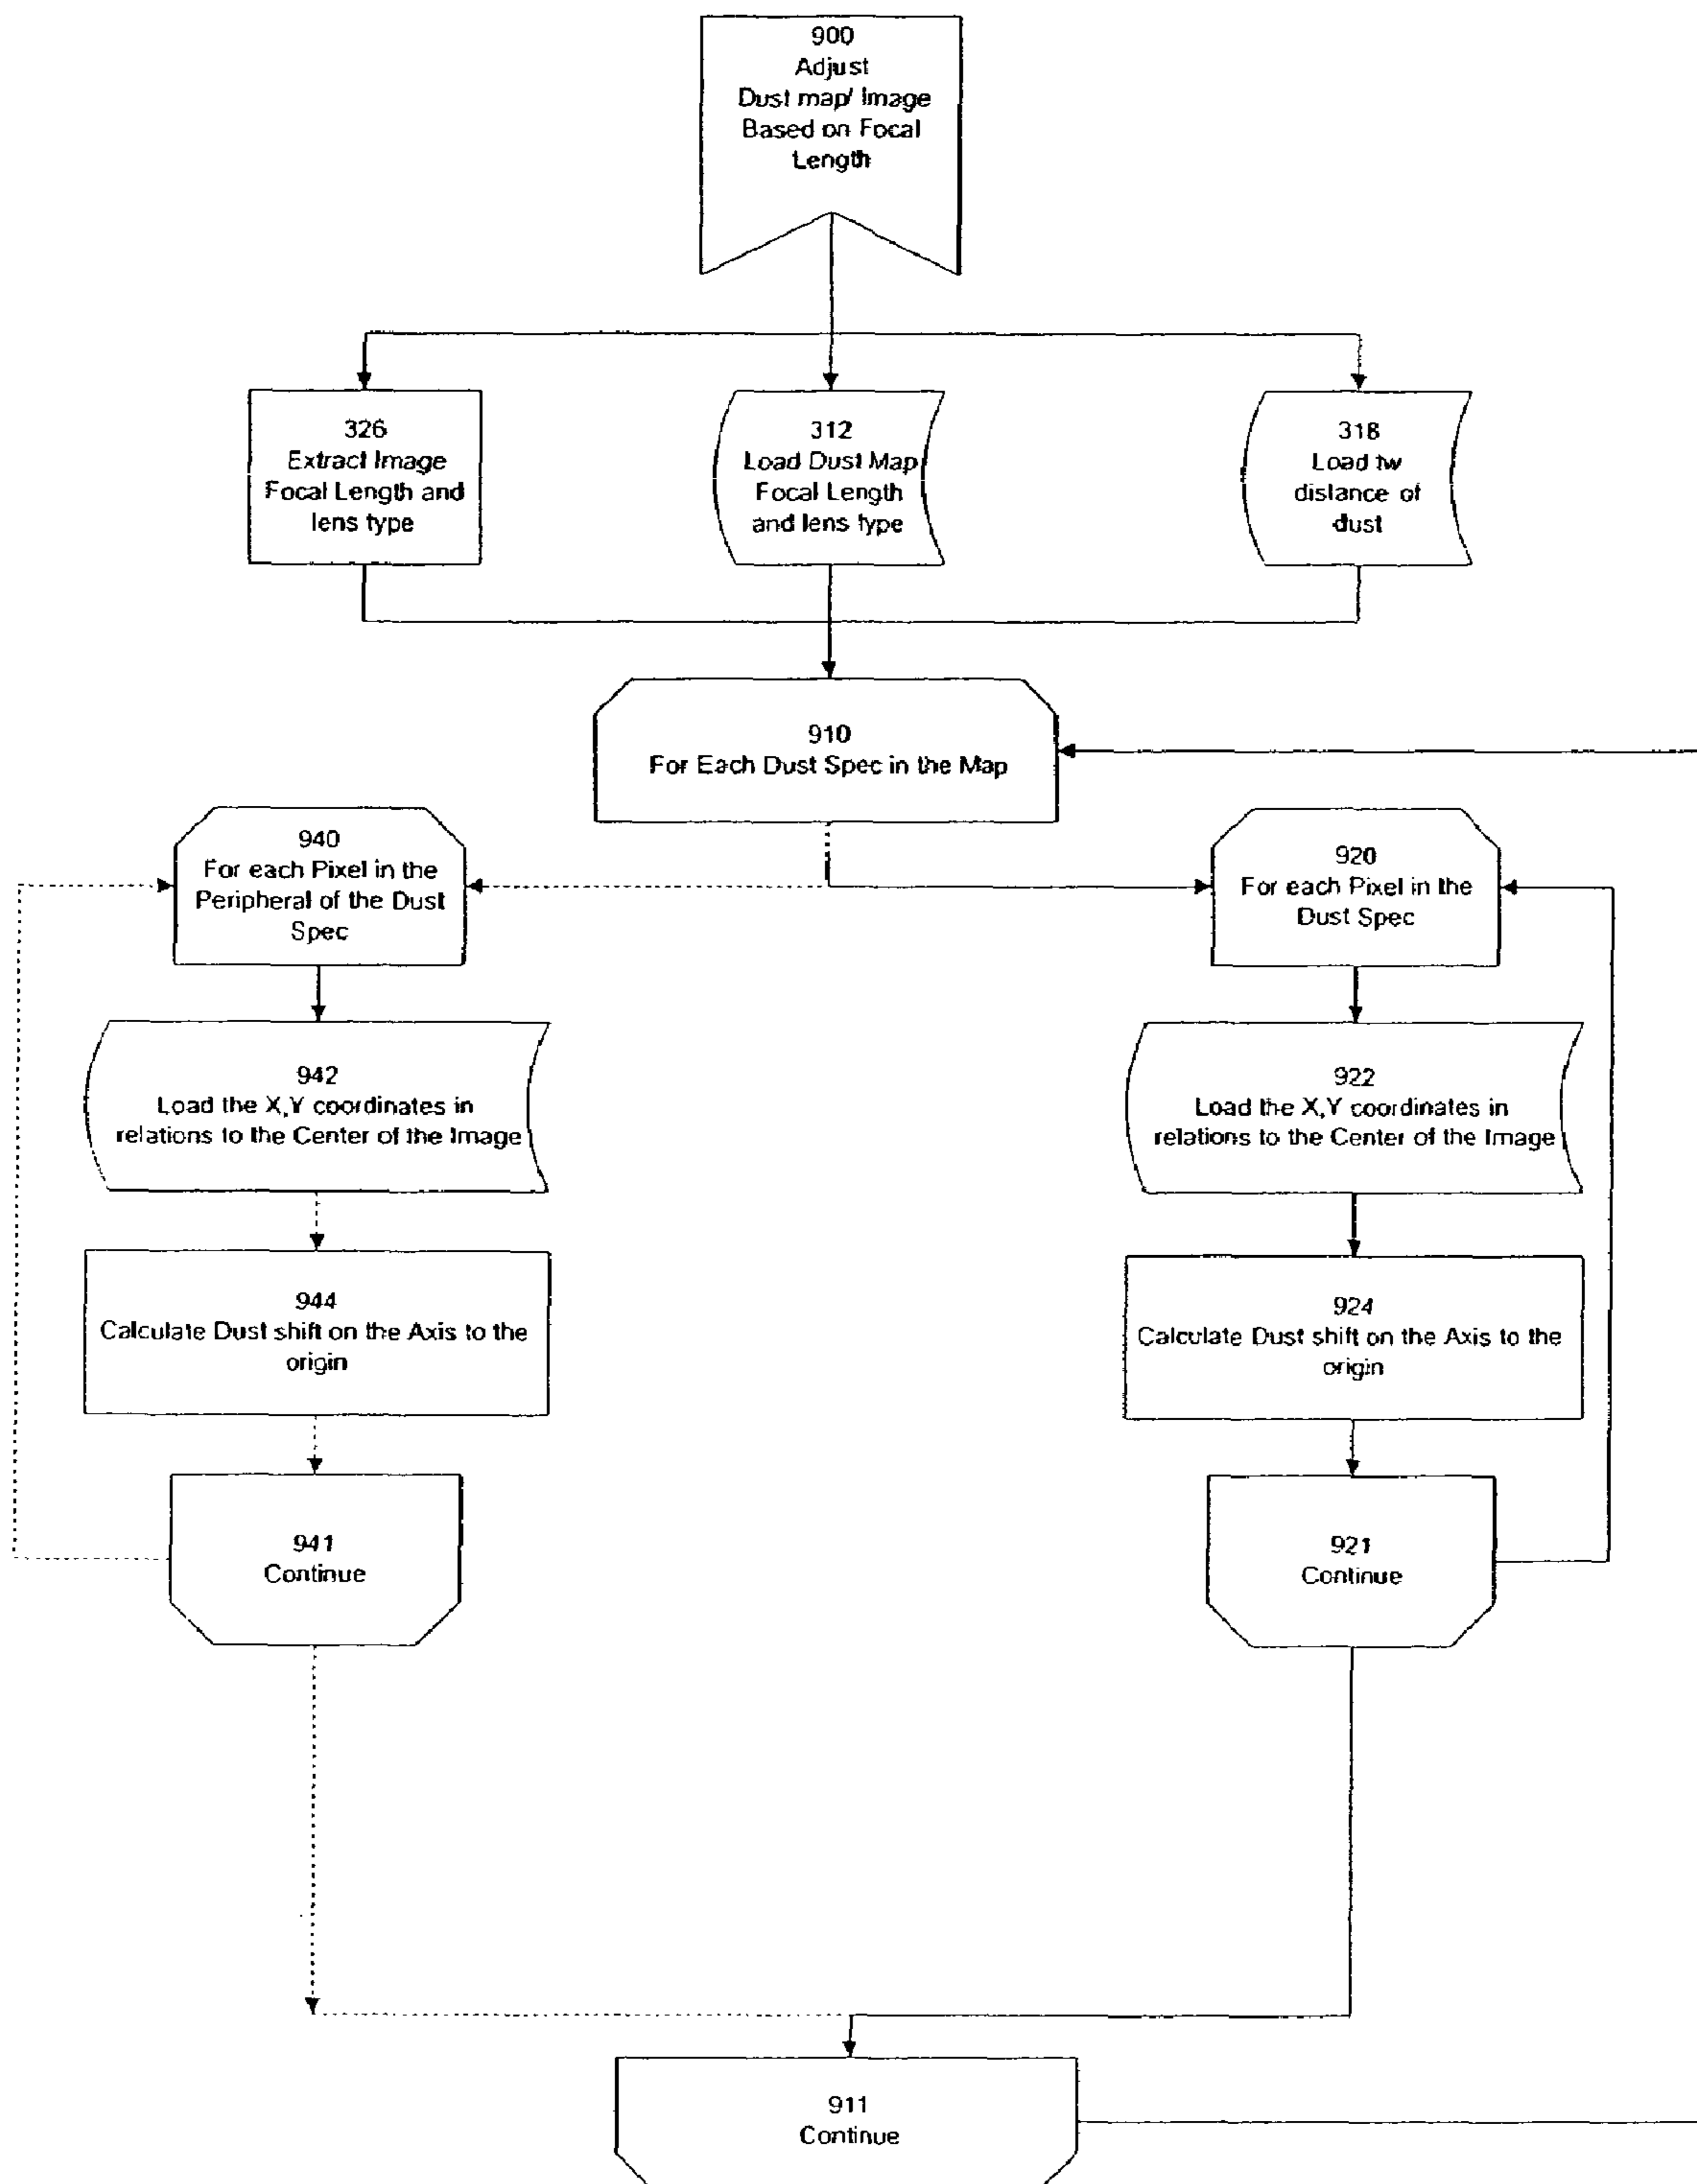 900
Adjust
Dust map/ Image
Based on Focal
Length
326
Extract Image
Focal Length and
lens type
312
Load Dust Map
Focal Length
and lens type
318
Load tw
distance of
dust
910
For Each Dust Spec in the Map
940
For each Pixel in the
Peripheral of the Dust
Spec
920
For each Pixel in the
Dust Spec
942
Load the X,Y coordinates in
relations to the Center of the Image
922
Load the X,Y coordinates in
relations to the Center of the Image
944
Calculate Dust shift on the Axis to the
origin
924
Calculate Dust shift on the Axis to the
origin
941
Continue
921
Continue
911
Continue